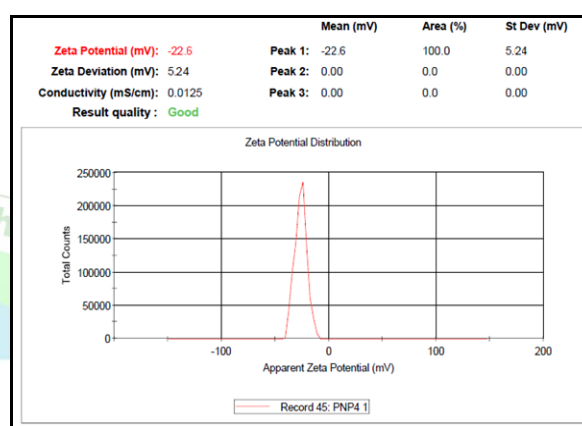 Mean (mV) Area (%) St Dev (mV)
Zeta Potential (mV): -22.6 Peak 1: -22.6 100.0 5.24
Zeta Deviation (mV): 5.24 Peak 2: 0.00 0.0 0.00
Conductivity (mS/cm): 0.0125 Peak 3: 0.00 0.0 0.00
Result quality : Good
Zeta Potential Distribution
250000
200000
150000
100000
50000
0
Total Counts
-100 0 100 200
Apparent Zeta Potential (mV)
Record 45: PNP4 1